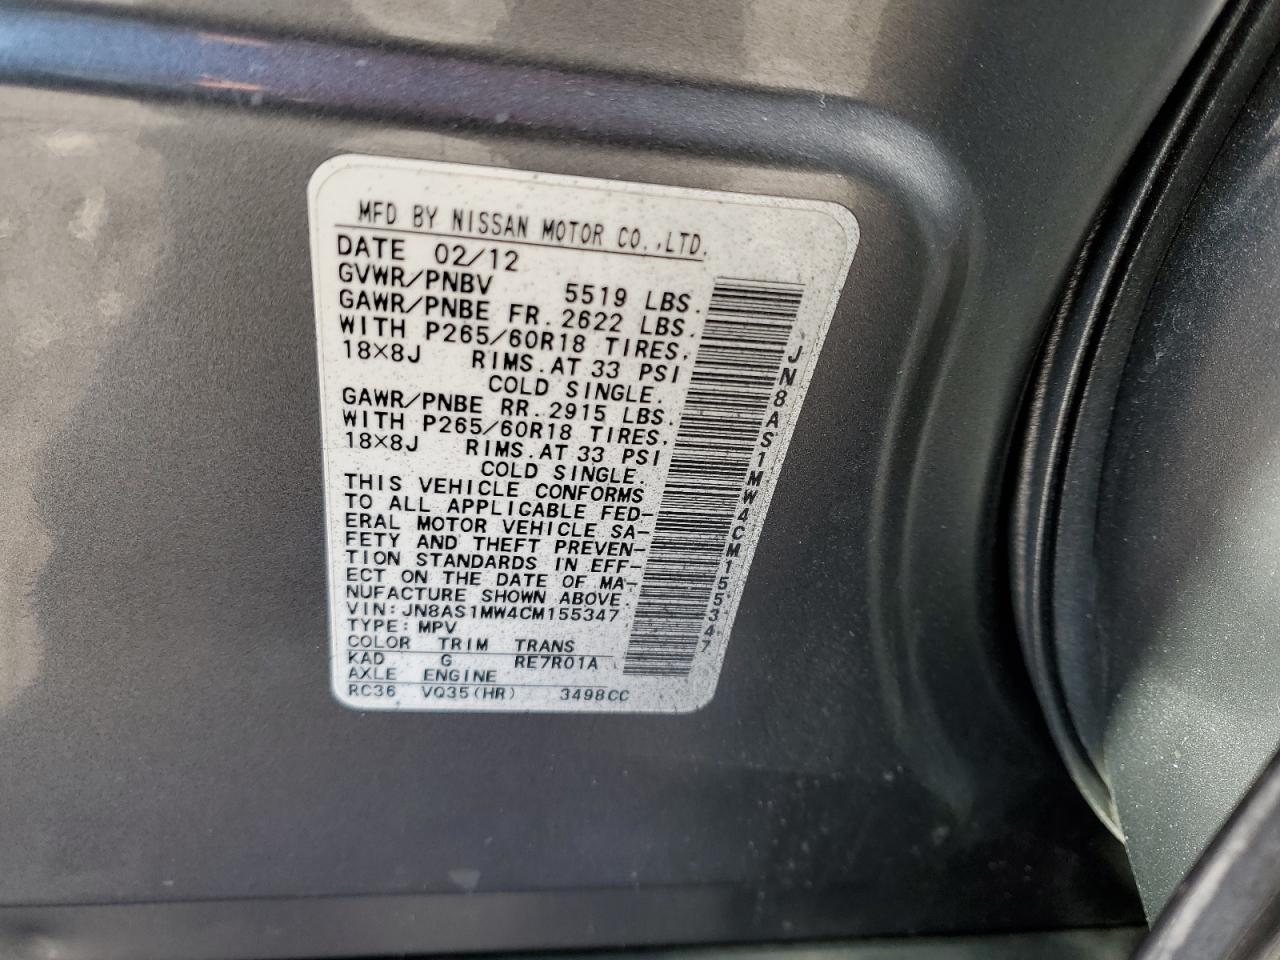 MFD BY NISSAN MOTOR CO.,LTD.
DATE 02/12
GVWR/PNBV 5519 LBS.
GAWR/PNBE FR. 2622 LBS.
WITH P265/60R18 TIRES.
18×8J RIMS. AT 33 PSI
COLD SINGLE.
GAWR/PNBE RR. 2915 LBS.
WITH P265/60R18 TIRES.
18×8J RIMS. AT 33 PSI
COLD SINGLE.
THIS VEHICLE CONFORMS
TO ALL APPLICABLE FED-
ERAL MOTOR VEHICLE SA-
FETY AND THEFT PREVEN-
TION STANDARDS IN EFF-
ECT ON THE DATE OF MA-
NUFACTURE SHOWN ABOVE.
VIN: JN8AS1MW4CM155347
TYPE: MPV
COLOR TRIM TRANS
KAD G RE7R01A
AXLE ENGINE
RC36 VQ35(HR) 3498CC
JN8AS1MW4CM155347